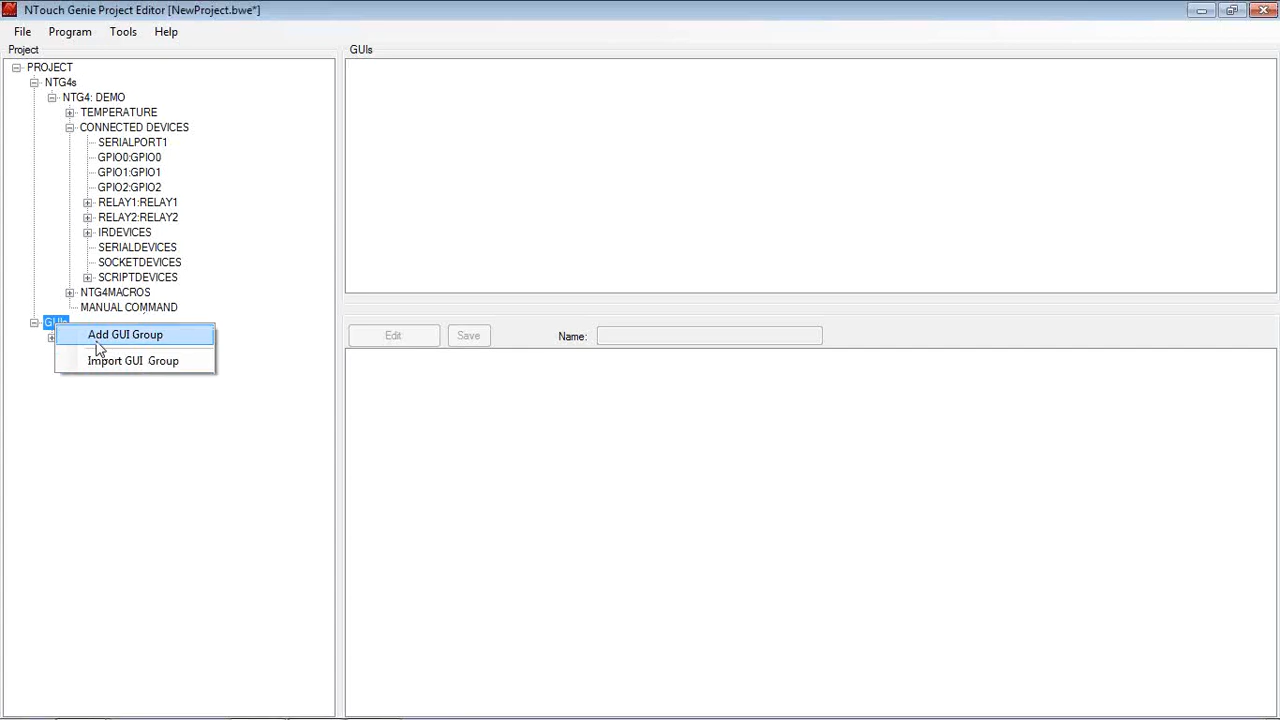 NTouch Genie Project Editor [NewProject.bwe*]
File Program Tools Help
Project
PROJECT
NTG4s
NTG4: DEMO
TEMPERATURE
CONNECTED DEVICES
SERIALPORT1
GPIO0:GPIO0
GPIO1:GPIO1
GPIO2:GPIO2
RELAY1:RELAY1
RELAY2:RELAY2
IRDEVICES
SERIALDEVICES
SOCKETDEVICES
SCRIPTDEVICES
NTG4MACROS
MANUAL COMMAND
GUIs
Add GUI Group
Import GUI Group
GUIs
Edit Save Name: